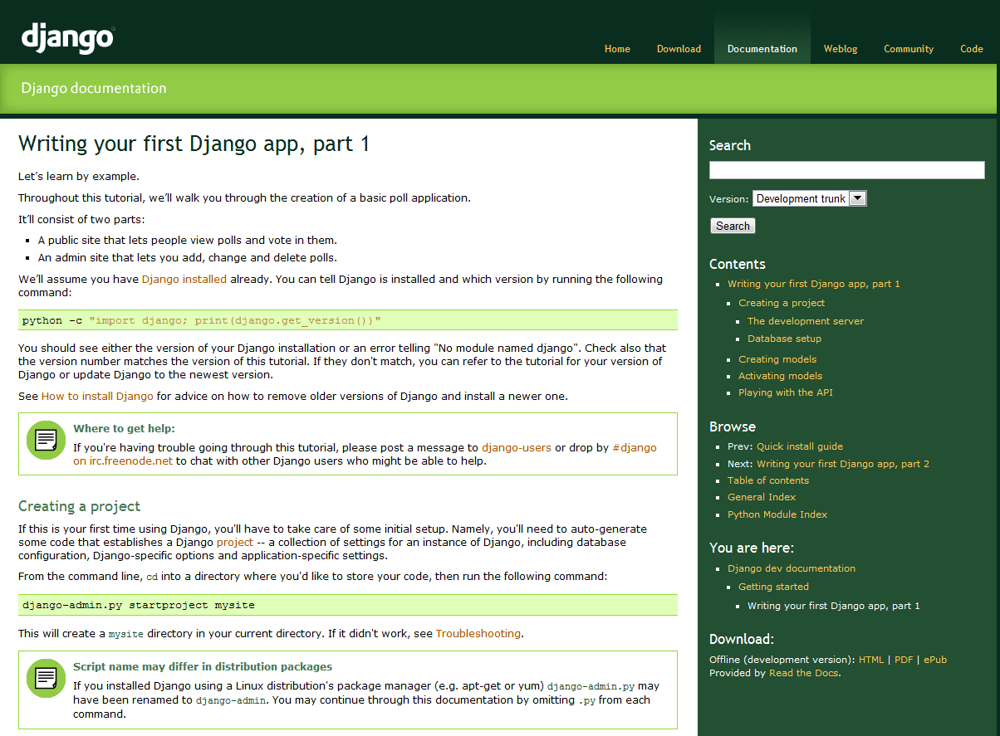 django
Home Download Documentation Weblog Community Code
Django documentation
Writing your first Django app, part 1
Let’s learn by example.
Throughout this tutorial, we’ll walk you through the creation of a basic poll application.
It’ll consist of two parts:
A public site that lets people view polls and vote in them.
An admin site that lets you add, change and delete polls.
We’ll assume you have Django installed already. You can tell Django is installed and which version by running the following
command:
python -c "import django; print(django.get_version())"
You should see either the version of your Django installation or an error telling "No module named django". Check also that
the version number matches the version of this tutorial. If they don't match, you can refer to the tutorial for your version of
Django or update Django to the newest version.
See How to install Django for advice on how to remove older versions of Django and install a newer one.
Where to get help:
If you're having trouble going through this tutorial, please post a message to django-users or drop by #django
on irc.freenode.net to chat with other Django users who might be able to help.
Creating a project
If this is your first time using Django, you'll have to take care of some initial setup. Namely, you'll need to auto-generate
some code that establishes a Django project -- a collection of settings for an instance of Django, including database
configuration, Django-specific options and application-specific settings.
From the command line, cd into a directory where you'd like to store your code, then run the following command:
django-admin.py startproject mysite
This will create a mysite directory in your current directory. If it didn't work, see Troubleshooting.
Script name may differ in distribution packages
If you installed Django using a Linux distribution's package manager (e.g. apt-get or yum) django-admin.py may
have been renamed to django-admin. You may continue through this documentation by omitting .py from each
command.
Search
Version: Development trunk
Search
Contents
Writing your first Django app, part 1
Creating a project
The development server
Database setup
Creating models
Activating models
Playing with the API
Browse
Prev: Quick install guide
Next: Writing your first Django app, part 2
Table of contents
General Index
Python Module Index
You are here:
Django dev documentation
Getting started
Writing your first Django app, part 1
Download:
Offline (development version): HTML | PDF | ePub
Provided by Read the Docs.